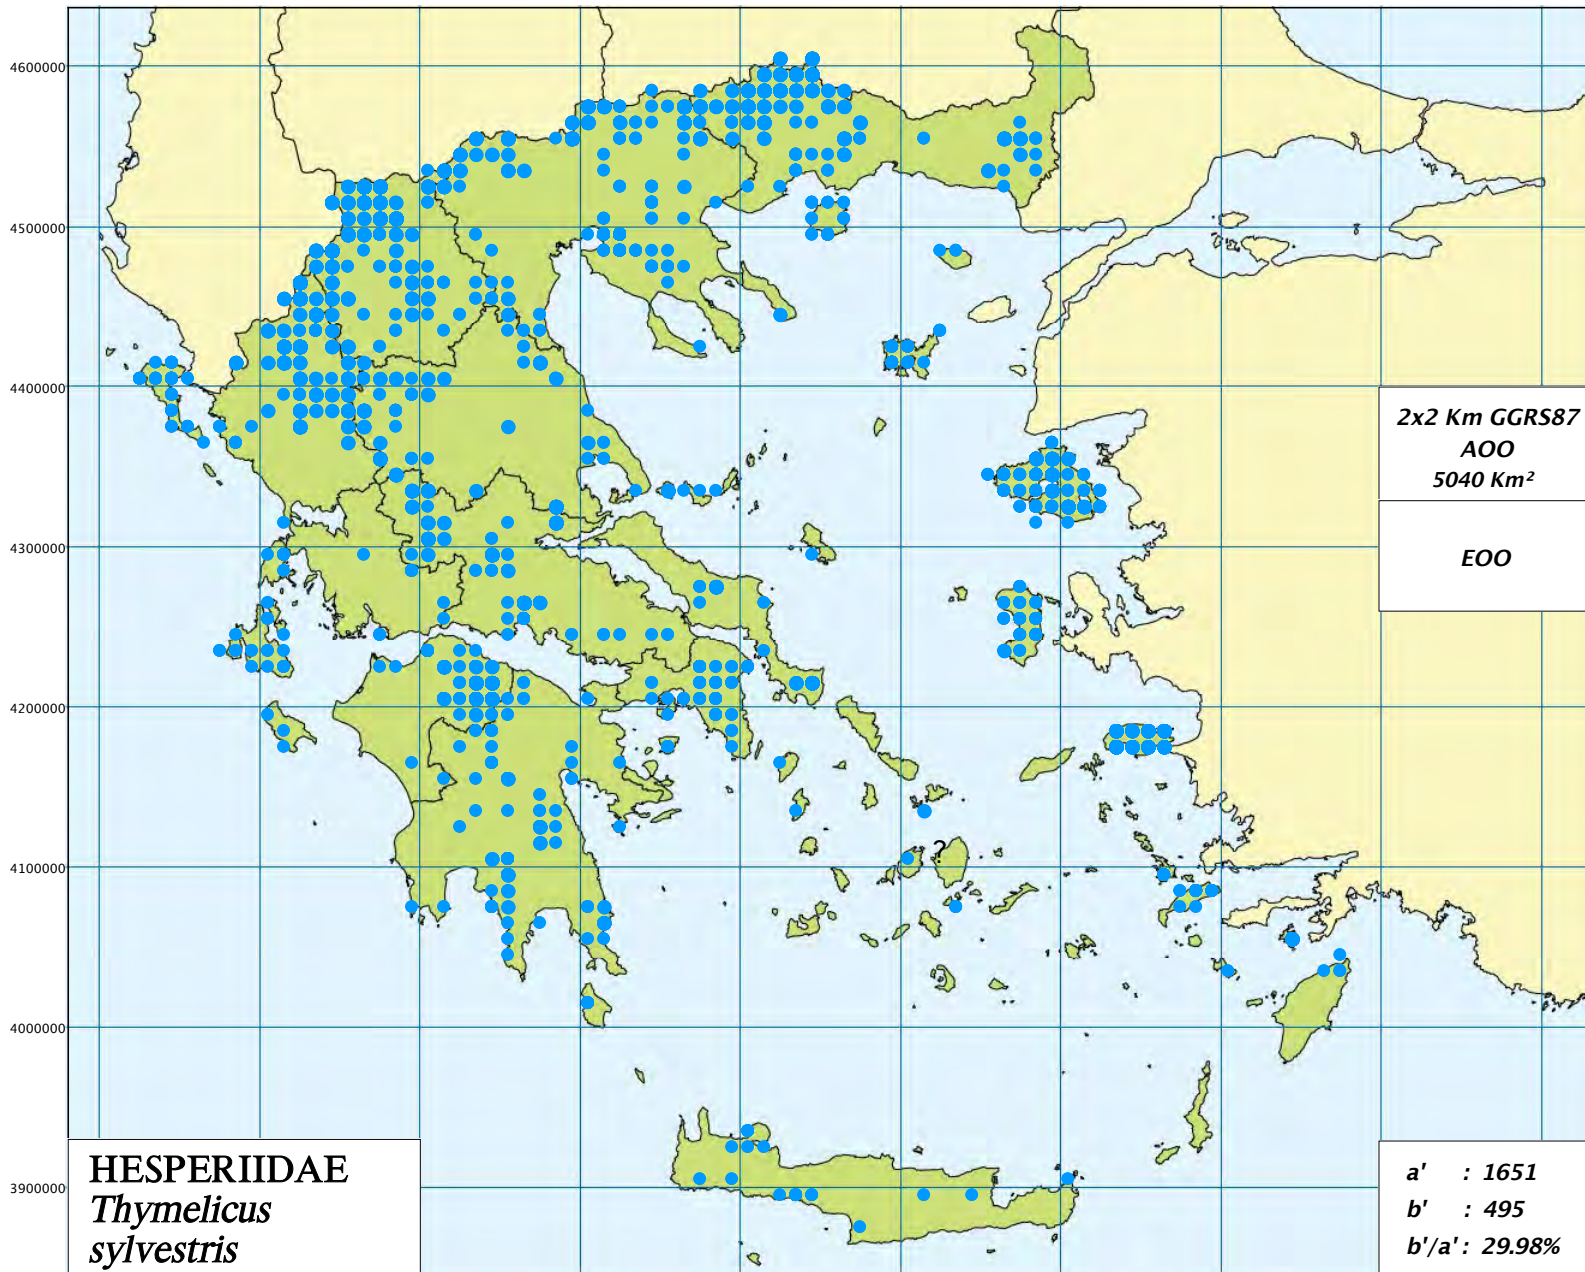 4600000
4500000
4400000
4300000
4200000
4100000
4000000
3900000
2x2 Km GGRS87
AOO
5040 Km²
EOO
?
HESPERIIDAE
Thymelicus
sylvestris
a' : 1651
b' : 495
b'/a' : 29.98%